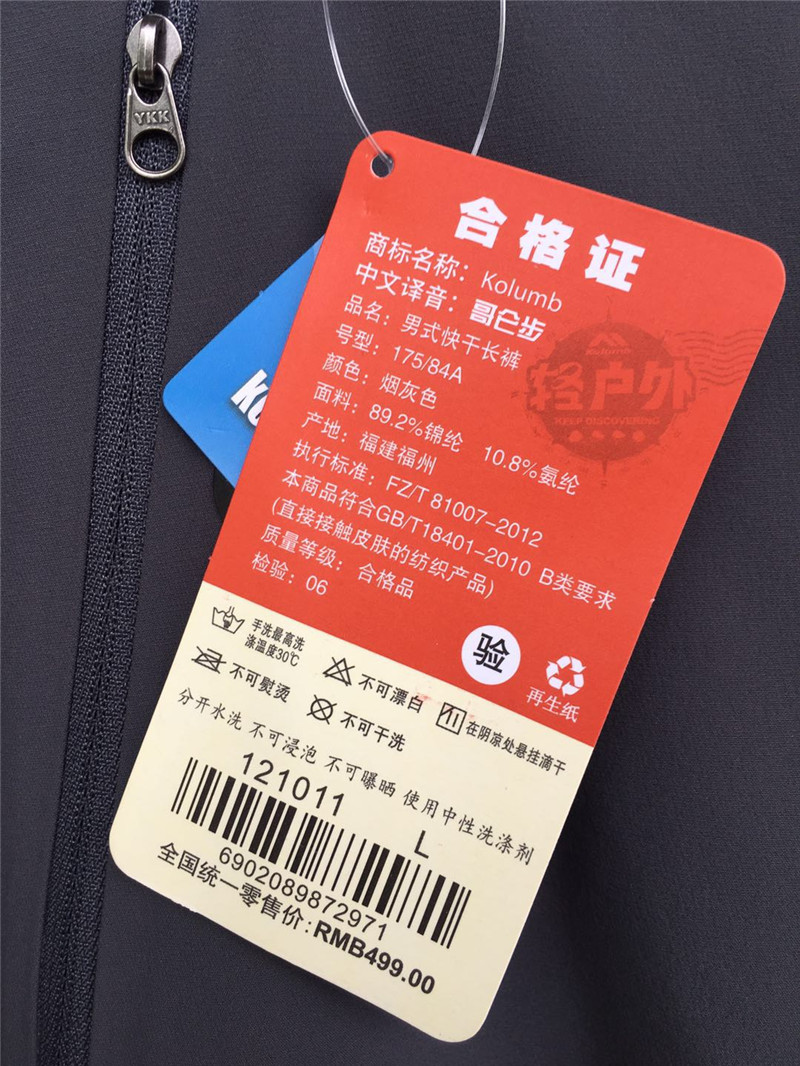 YKK
合格证
商标名称：Kolumb
中文译音：哥仑步
品名：男式快干长裤
号型：175/84A
颜色：烟灰色
面料：89.2%锦纶 10.8%氨纶
产地：福建福州
执行标准：FZ/T 81007-2012
本商品符合GB/T18401-2010 B类要求
(直接接触皮肤的纺织产品)
质量等级：合格品
检验：06
轻户外
KEEP DISCOVERING
验
再生纸
手洗最高洗
涤温度30℃
不可熨烫
不可漂白
不可干洗
在阴凉处悬挂滴干
分开水洗 不可浸泡 不可曝晒 使用中性洗涤剂
121011
L
6902089872971
全国统一零售价:RMB499.00